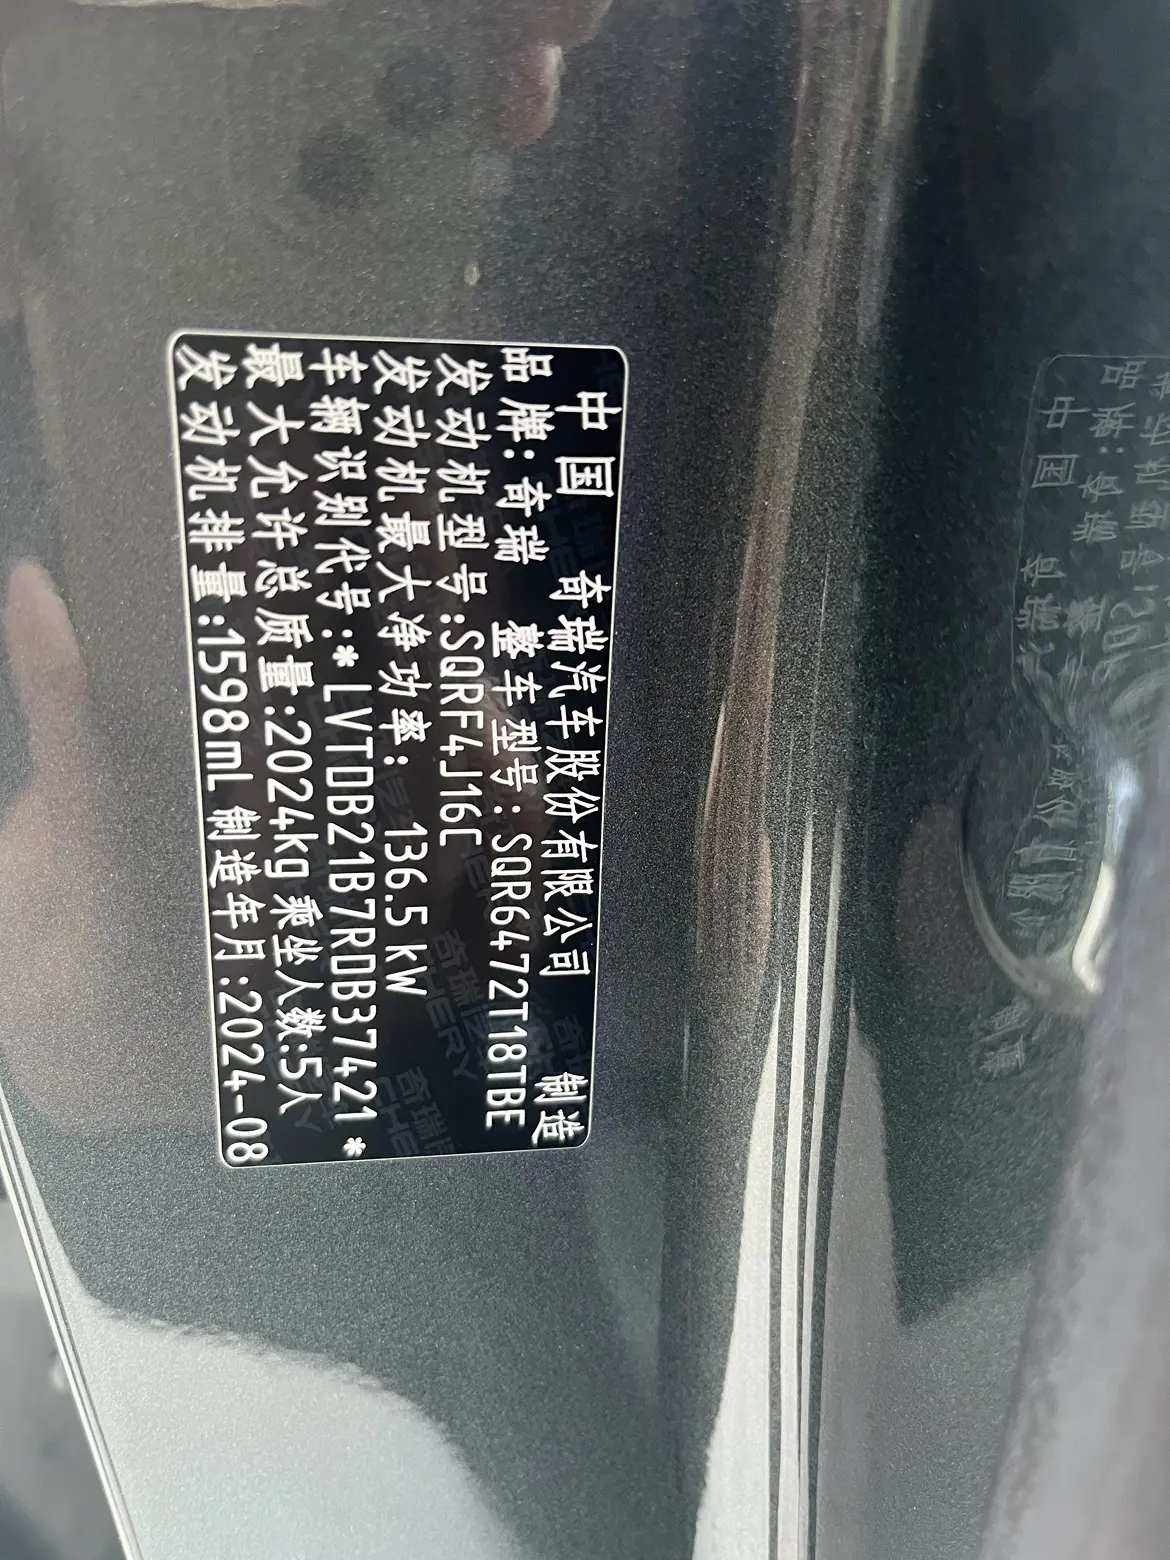 中国 奇瑞汽车股份有限公司 制造
品牌:奇瑞 整车型号:SQR6472T18TBE
发动机型号:SQRF4J16C
发动机最大净功率: 136.5 kW
车辆识别代号:*LVTDB21B7RDB37421*
最大允许总质量:2024kg 乘坐人数:5人
发动机排量:1598mL 制造年月:2024-08